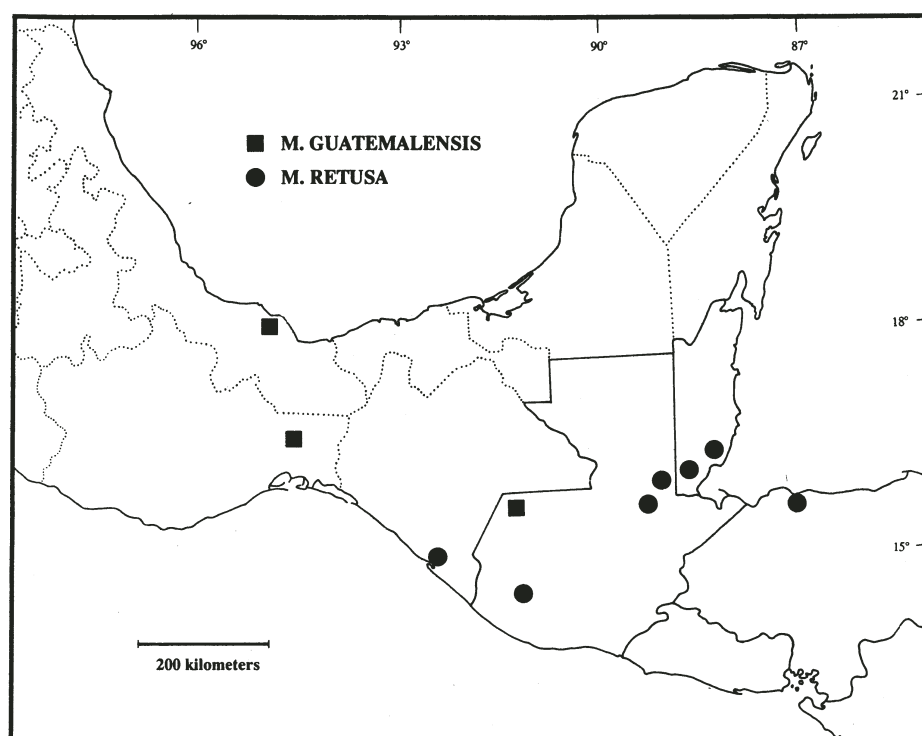 96° 93° 90° 87°
21°
M. GUATEMALENSIS
M. RETUSA
18°
15°
200 kilometers